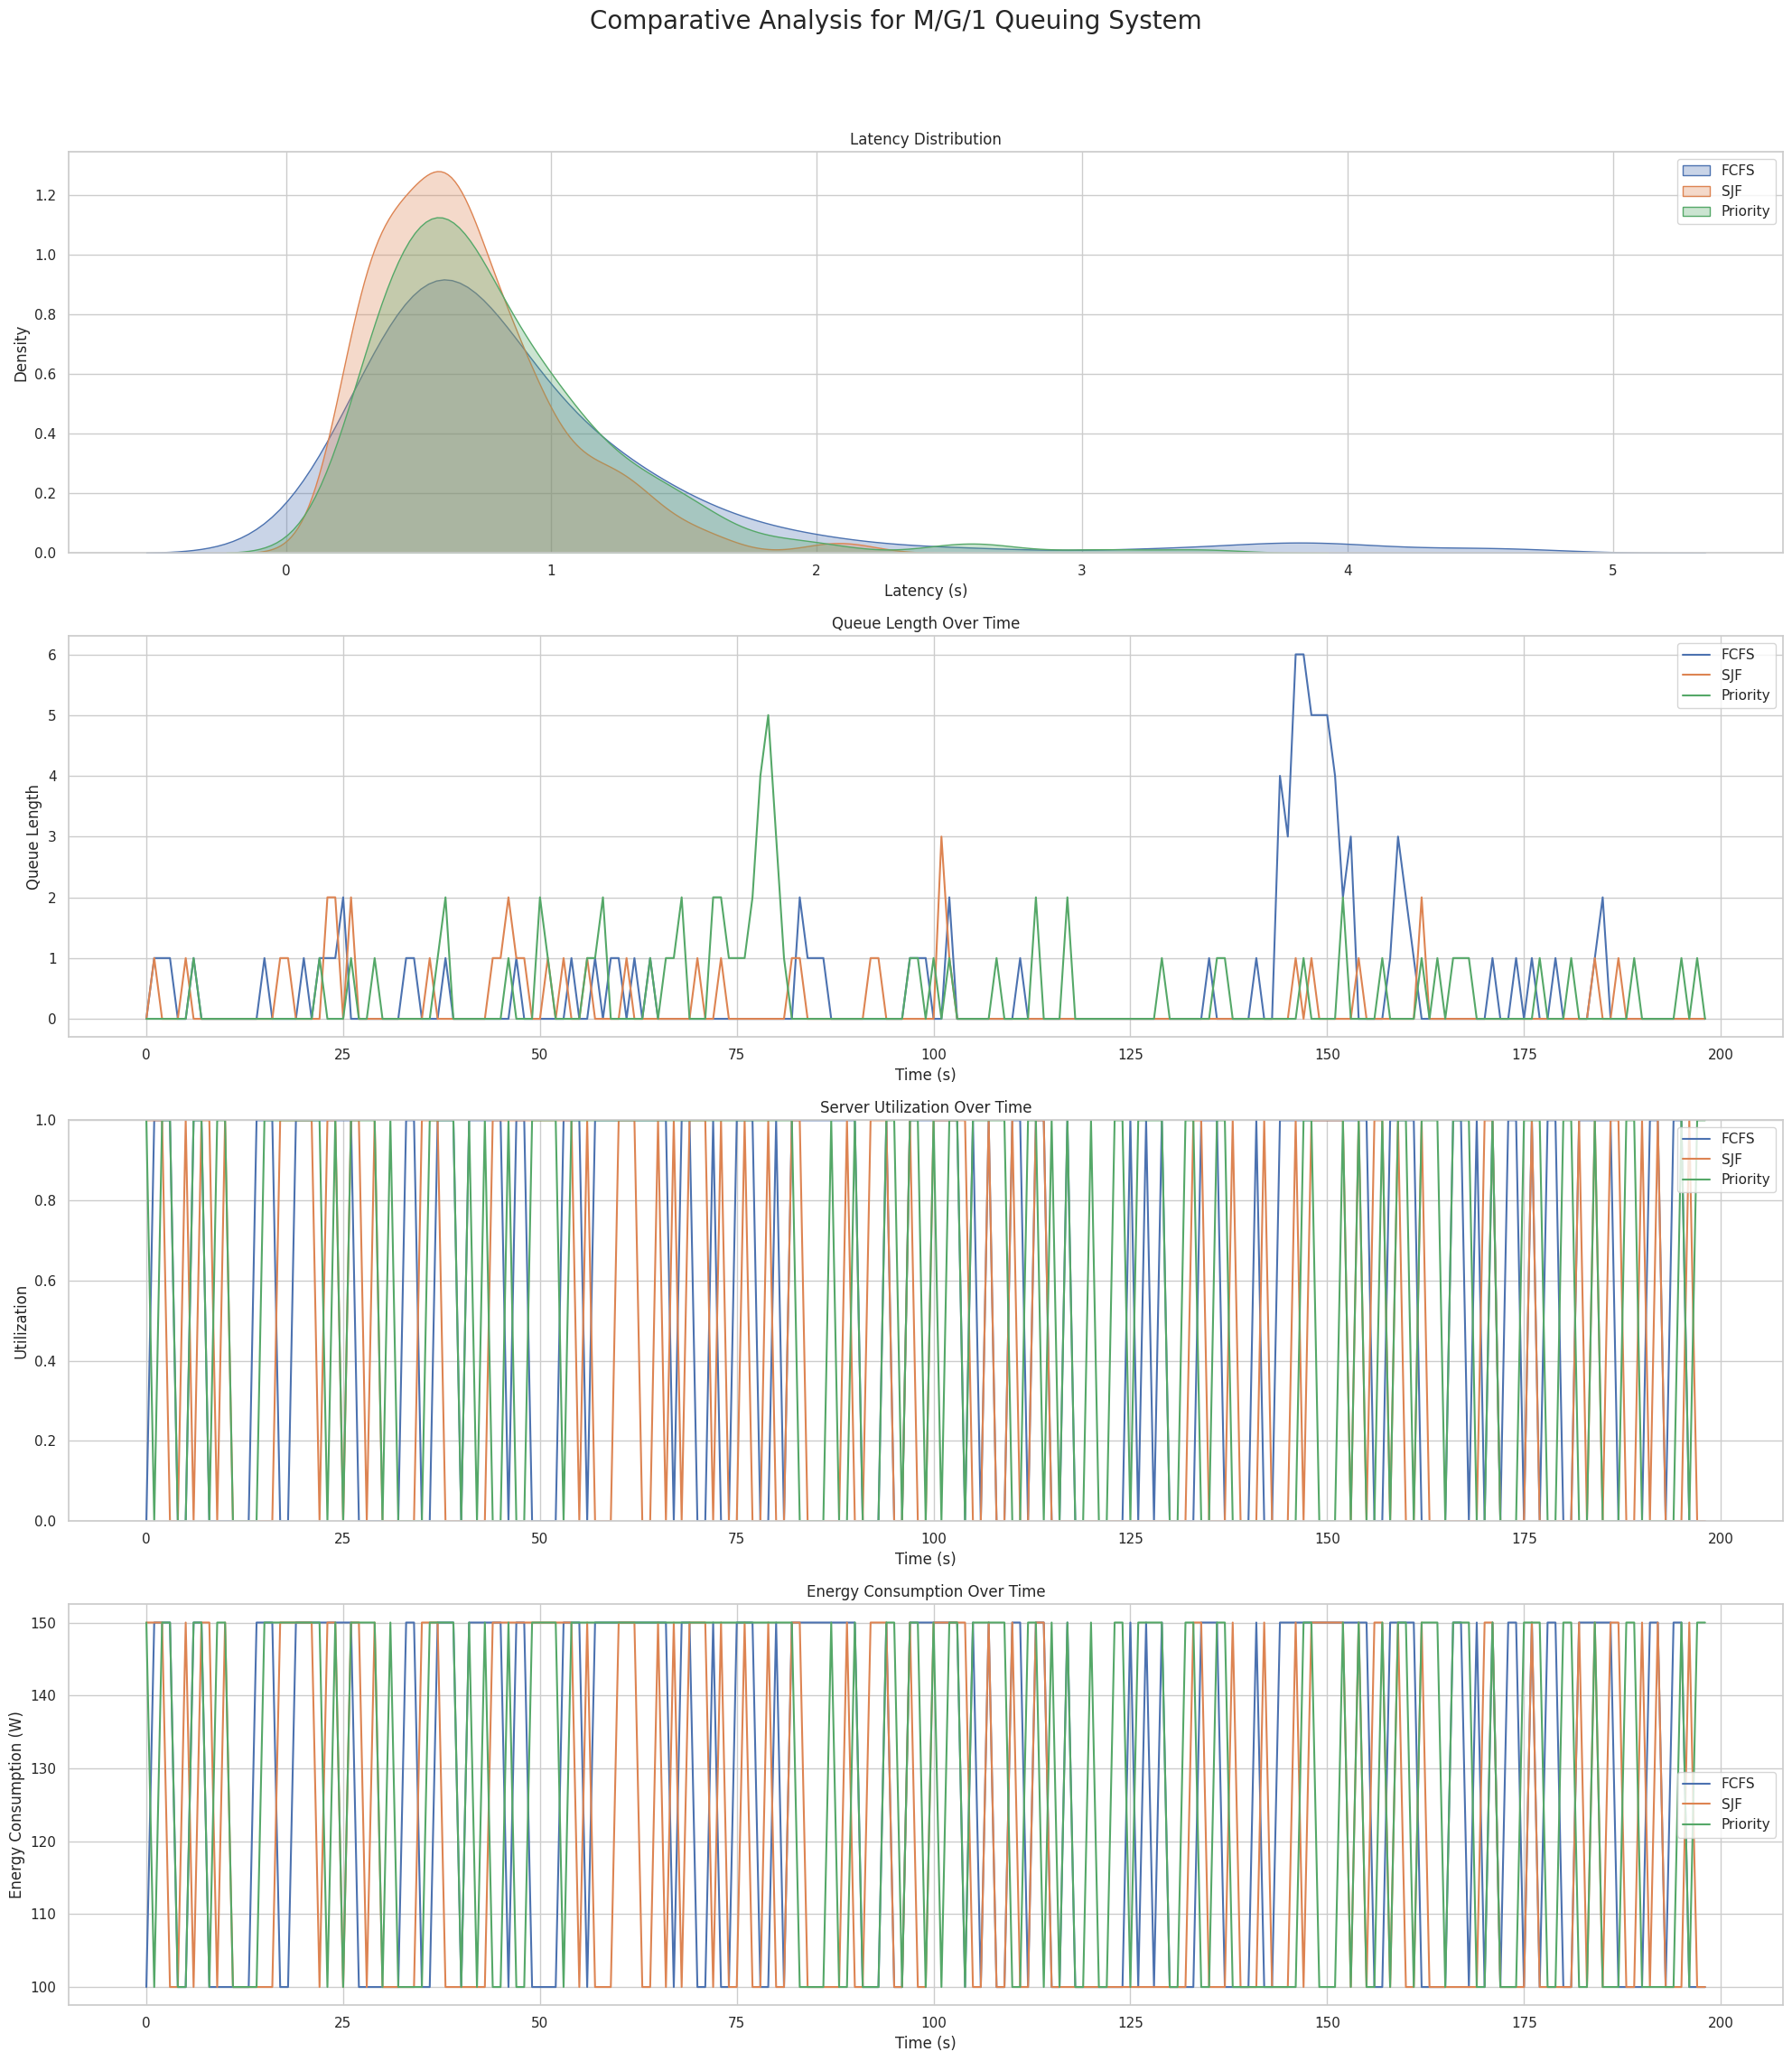 Comparative Analysis for M/G/1 Queuing System
Latency Distribution
FCFS
SJF
Priority
1.2
1.0
0.8
0.6
0.4
0.2
0.0
Density
0 1 2 3 4 5
Latency (s)
Queue Length Over Time
FCFS
SJF
Priority
6
5
4
3
2
1
0
Queue Length
0 25 50 75 100 125 150 175 200
Time (s)
Server Utilization Over Time
FCFS
SJF
Priority
1.0
0.8
0.6
0.4
0.2
0.0
Utilization
0 25 50 75 100 125 150 175 200
Time (s)
Energy Consumption Over Time
150
140
130
120
110
100
Energy Consumption (W)
FCFS
SJF
Priority
0 25 50 75 100 125 150 175 200
Time (s)